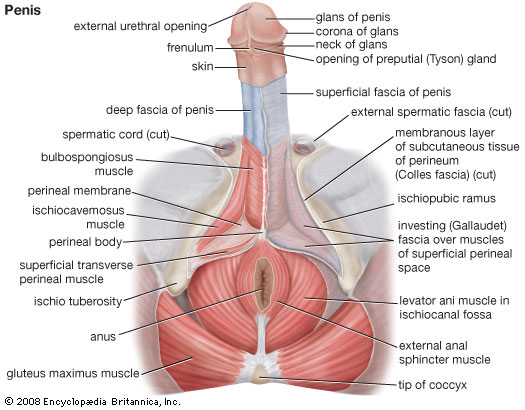 Penis
external urethral opening
frenulum
skin
deep fascia of penis
spermatic cord (cut)
bulbospongiosus
muscle
perineal membrane
ischiocavernosus
muscle
perineal body
superficial transverse
perineal muscle
ischio tuberosity
anus
gluteus maximus muscle
glans of penis
corona of glans
neck of glans
opening of preputial (Tyson) gland
superficial fascia of penis
external spermatic fascia (cut)
membranous layer
of subcutaneous tissue
of perineum
(Colles fascia) (cut)
ischiopubic ramus
investing (Gallaudet)
fascia over muscles
of superficial perineal
space
levator ani muscle in
ischiocanal fossa
external anal
sphincter muscle
tip of coccyx
© 2008 Encyclopædia Britannica, Inc.